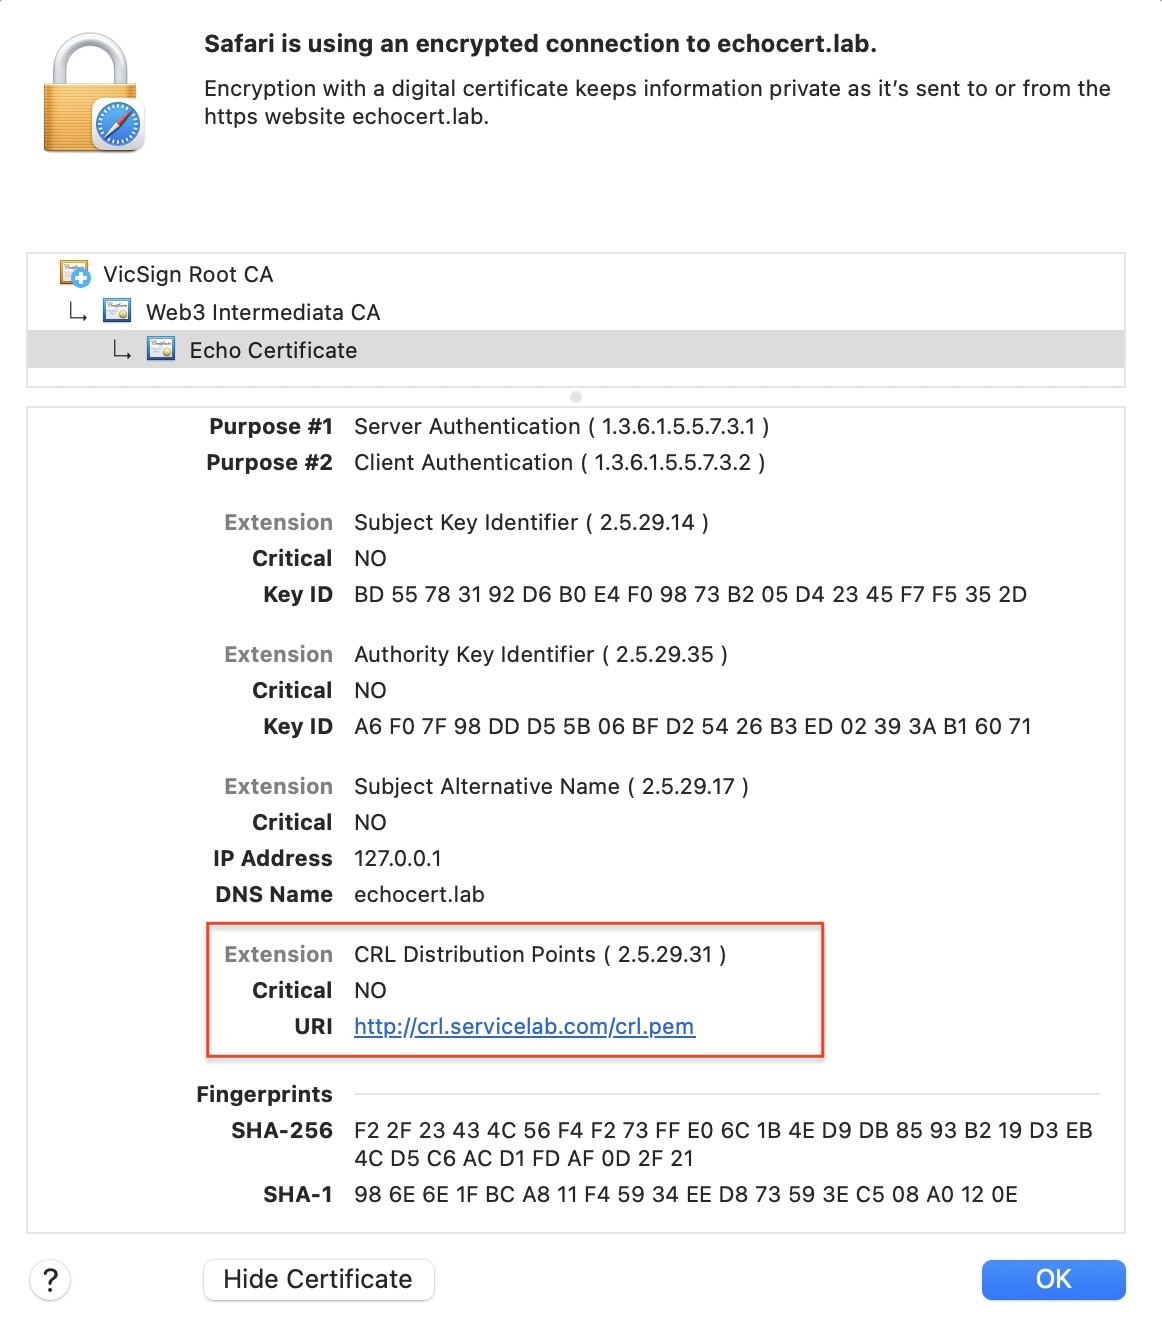 Safari is using an encrypted connection to echocert.lab.
Encryption with a digital certificate keeps information private as it’s sent to or from the
https website echocert.lab.
VicSign Root CA
Web3 Intermediata CA
Echo Certificate
Purpose #1 Server Authentication ( 1.3.6.1.5.5.7.3.1 )
Purpose #2 Client Authentication ( 1.3.6.1.5.5.7.3.2 )
Extension Subject Key Identifier ( 2.5.29.14 )
Critical NO
Key ID BD 55 78 31 92 D6 B0 E4 F0 98 73 B2 05 D4 23 45 F7 F5 35 2D
Extension Authority Key Identifier ( 2.5.29.35 )
Critical NO
Key ID A6 F0 7F 98 DD D5 5B 06 BF D2 54 26 B3 ED 02 39 3A B1 60 71
Extension Subject Alternative Name ( 2.5.29.17 )
Critical NO
IP Address 127.0.0.1
DNS Name echocert.lab
Extension CRL Distribution Points ( 2.5.29.31 )
Critical NO
URI http://crl.servicelab.com/crl.pem
Fingerprints
SHA-256 F2 2F 23 43 4C 56 F4 F2 73 FF E0 6C 1B 4E D9 DB 85 93 B2 19 D3 EB
4C D5 C6 AC D1 FD AF 0D 2F 21
SHA-1 98 6E 6E 1F BC A8 11 F4 59 34 EE D8 73 59 3E C5 08 A0 12 0E
? Hide Certificate OK